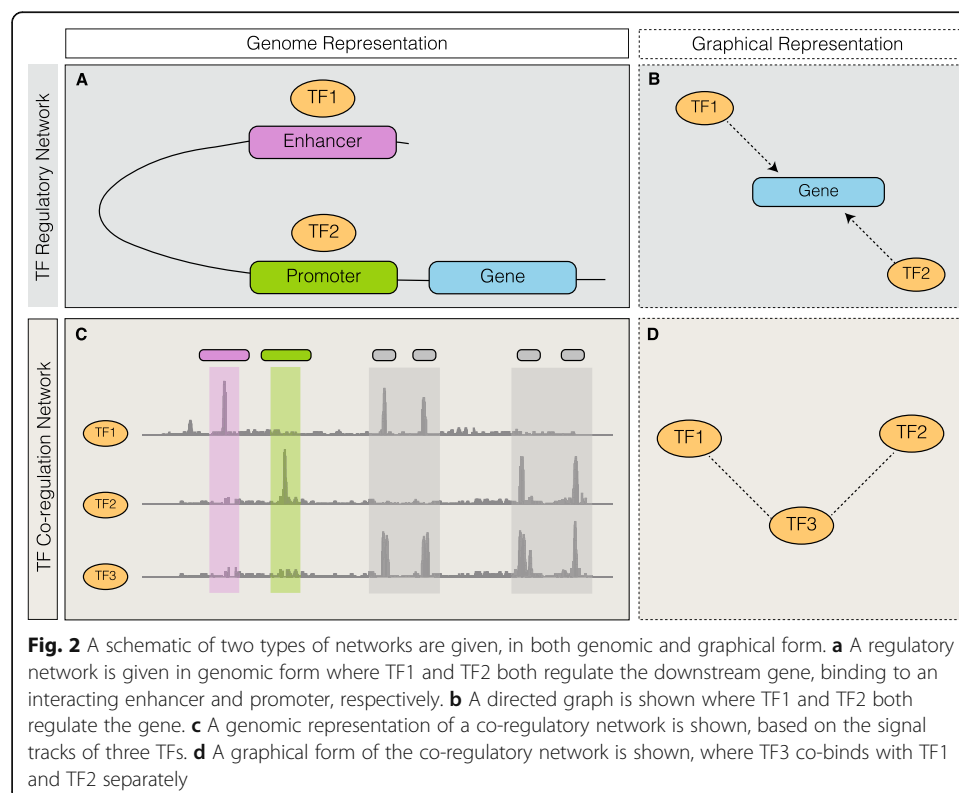 Genome Representation
Graphical Representation
TF Regulatory Network
A
TF1
Enhancer
TF2
Promoter
Gene
B
TF1
Gene
TF2
TF Co-regulation Network
C
TF1
TF2
TF3
D
TF1
TF2
TF3
Fig. 2 A schematic of two types of networks are given, in both genomic and graphical form. a A regulatory
network is given in genomic form where TF1 and TF2 both regulate the downstream gene, binding to an
interacting enhancer and promoter, respectively. b A directed graph is shown where TF1 and TF2 both
regulate the gene. c A genomic representation of a co-regulatory network is shown, based on the signal
tracks of three TFs. d A graphical form of the co-regulatory network is shown, where TF3 co-binds with TF1
and TF2 separately